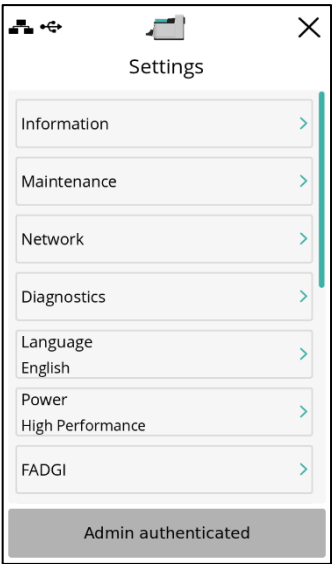 Settings
Information
Maintenance
Network
Diagnostics
Language
English
Power
High Performance
FADGI
Admin authenticated